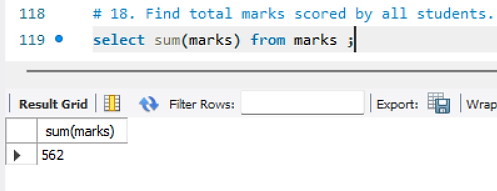 118 # 18. Find total marks scored by all students.
119 select sum(marks) from marks ;
Result Grid Filter Rows: Export: Wrap
sum(marks)
562